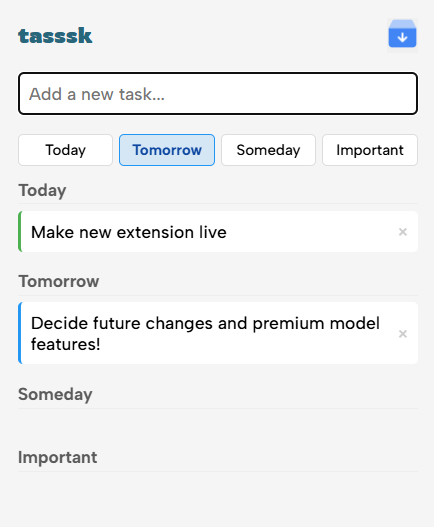 tasssk
Add a new task...
Today
Tomorrow
Someday
Important
Today
Make new extension live
×
Tomorrow
Decide future changes and premium model
features!
×
Someday
Important